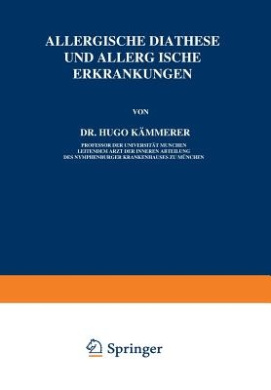 ALLERGISCHE DIATHESE
UND ALLERG ISCHE
ERKRANKUNGEN
VON
DR. HUGO KÄMMERER
PROFESSOR DER UNIVERSITÄT MÜNCHEN
LEITENDEM ARZT DER INNEREN ABTEILUNG
DES NYMPHENBURGER KRANKENHAUSES ZU MÜNCHEN
Springer